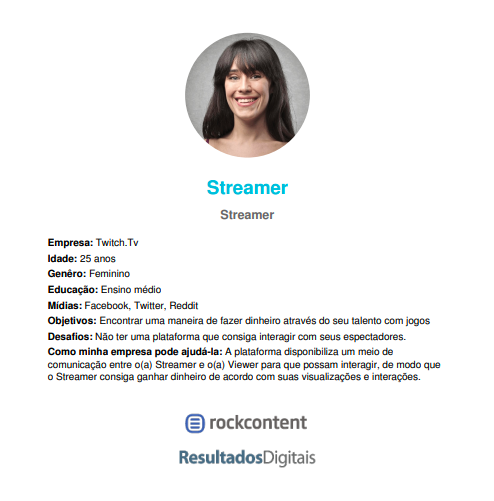 Streamer
Streamer
Empresa: Twitch.Tv
Idade: 25 anos
Genêro: Feminino
Educação: Ensino médio
Mídias: Facebook, Twitter, Reddit
Objetivos: Encontrar uma maneira de fazer dinheiro através do seu talento com jogos
Desafios: Não ter uma plataforma que consiga interagir com seus espectadores.
Como minha empresa pode ajudá-la: A plataforma disponibiliza um meio de
comunicação entre o(a) Streamer e o(a) Viewer para que possam interagir, de modo que
o Streamer consiga ganhar dinheiro de acordo com suas visualizações e interações.
rockcontent
ResultadosDigitais